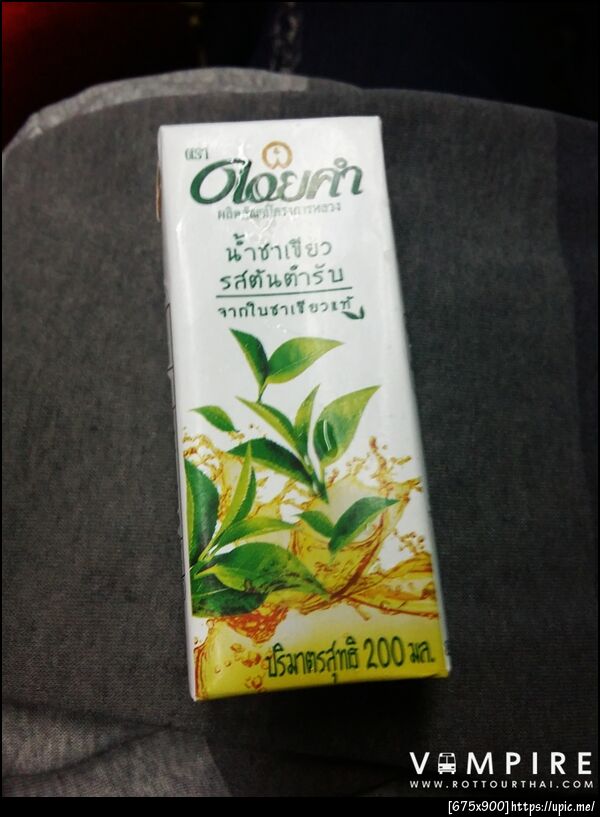 ตรา
ดอยคำ
ผลิตภัณฑ์โครงการหลวง
น้ำชาเขียว
รสต้นตำรับ
จากใบชาเขียวแท้
ปริมาตรสุทธิ 200 มล.
VAMPIRE
WWW.ROTTOURTHAI.COM
[675x900]https://upic.me/